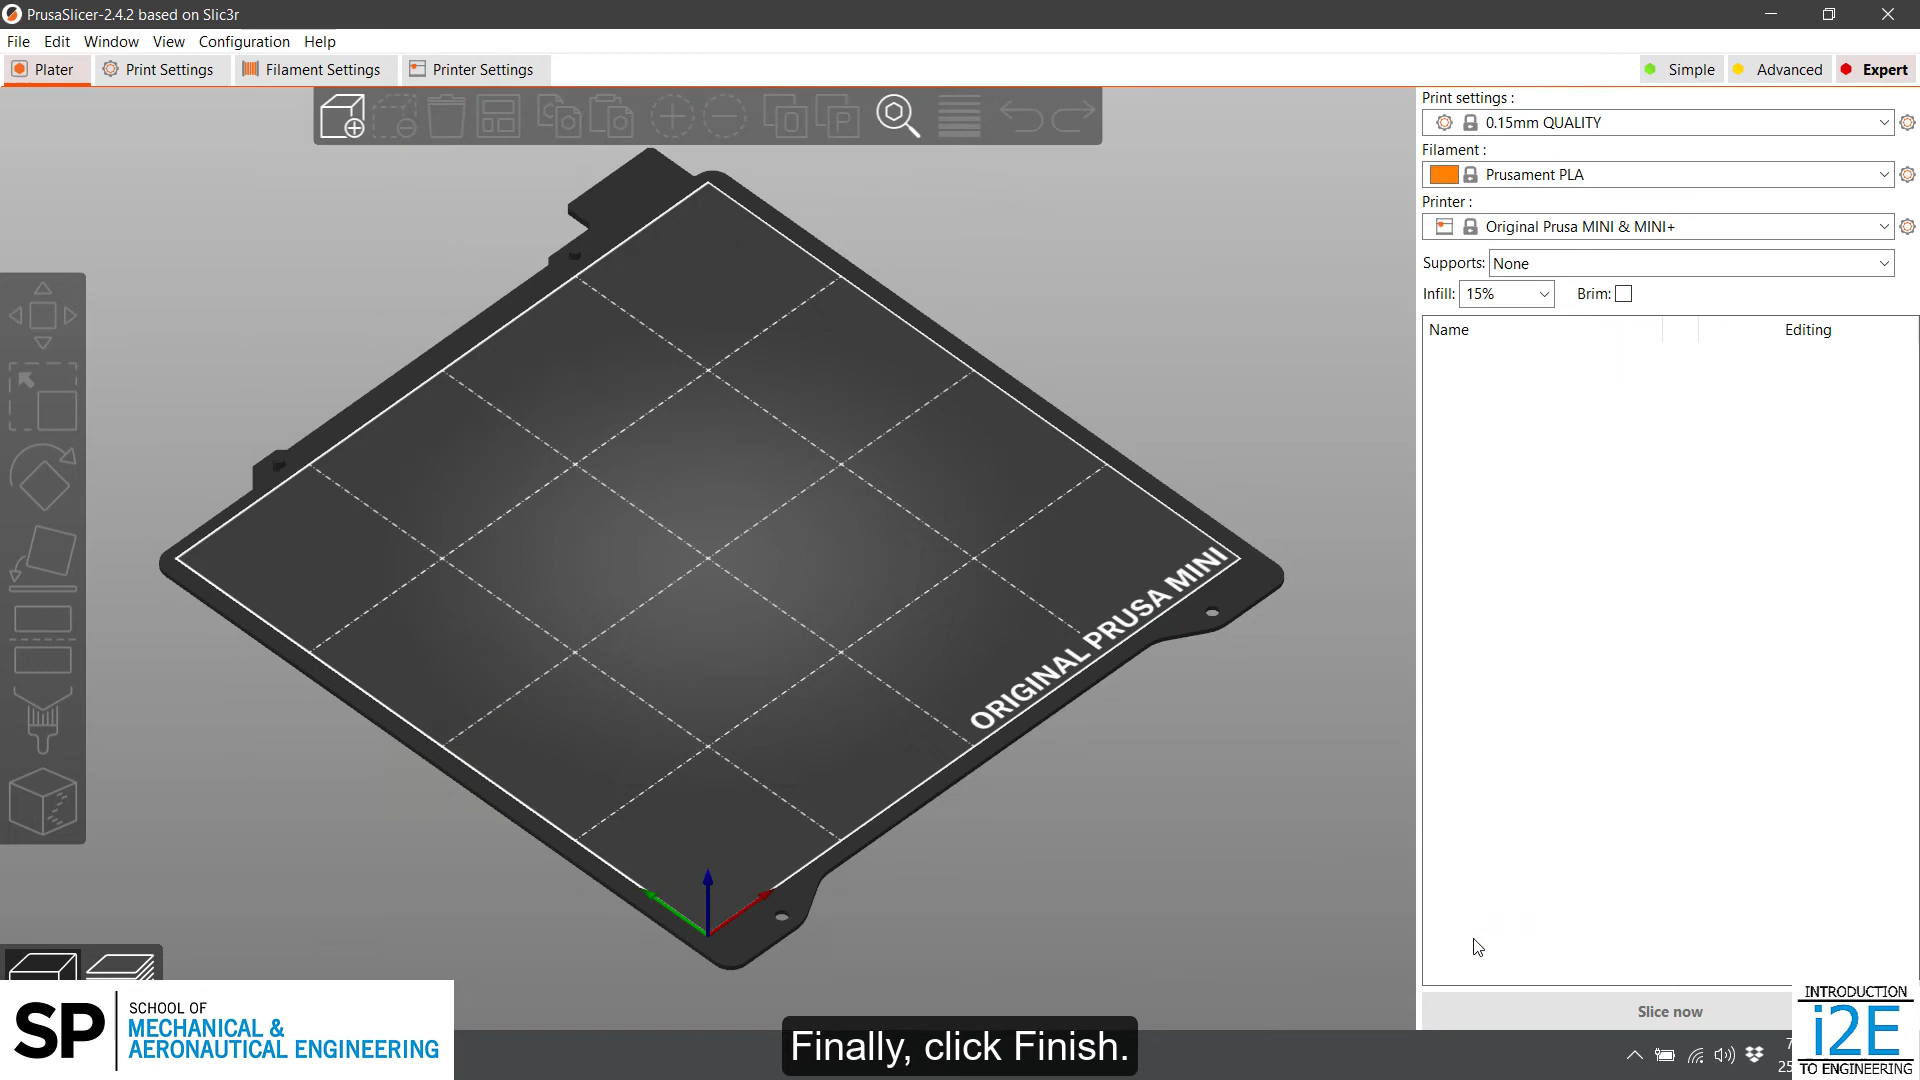 PrusaSlicer-2.4.2 based on Slic3r
File Edit Window View Configuration Help
Plater Print Settings Filament Settings Printer Settings Simple Advanced Expert
Print settings :
0.15mm QUALITY
Filament :
Prusament PLA
Printer :
Original Prusa MINI & MINI+
Supports: None
Infill: 15% Brim:
Name Editing
ORIGINAL PRUSA MINI
Slice now
SP SCHOOL OF
MECHANICAL &
AERONAUTICAL ENGINEERING
Finally, click Finish.
INTRODUCTION
i2E
TO ENGINEERING